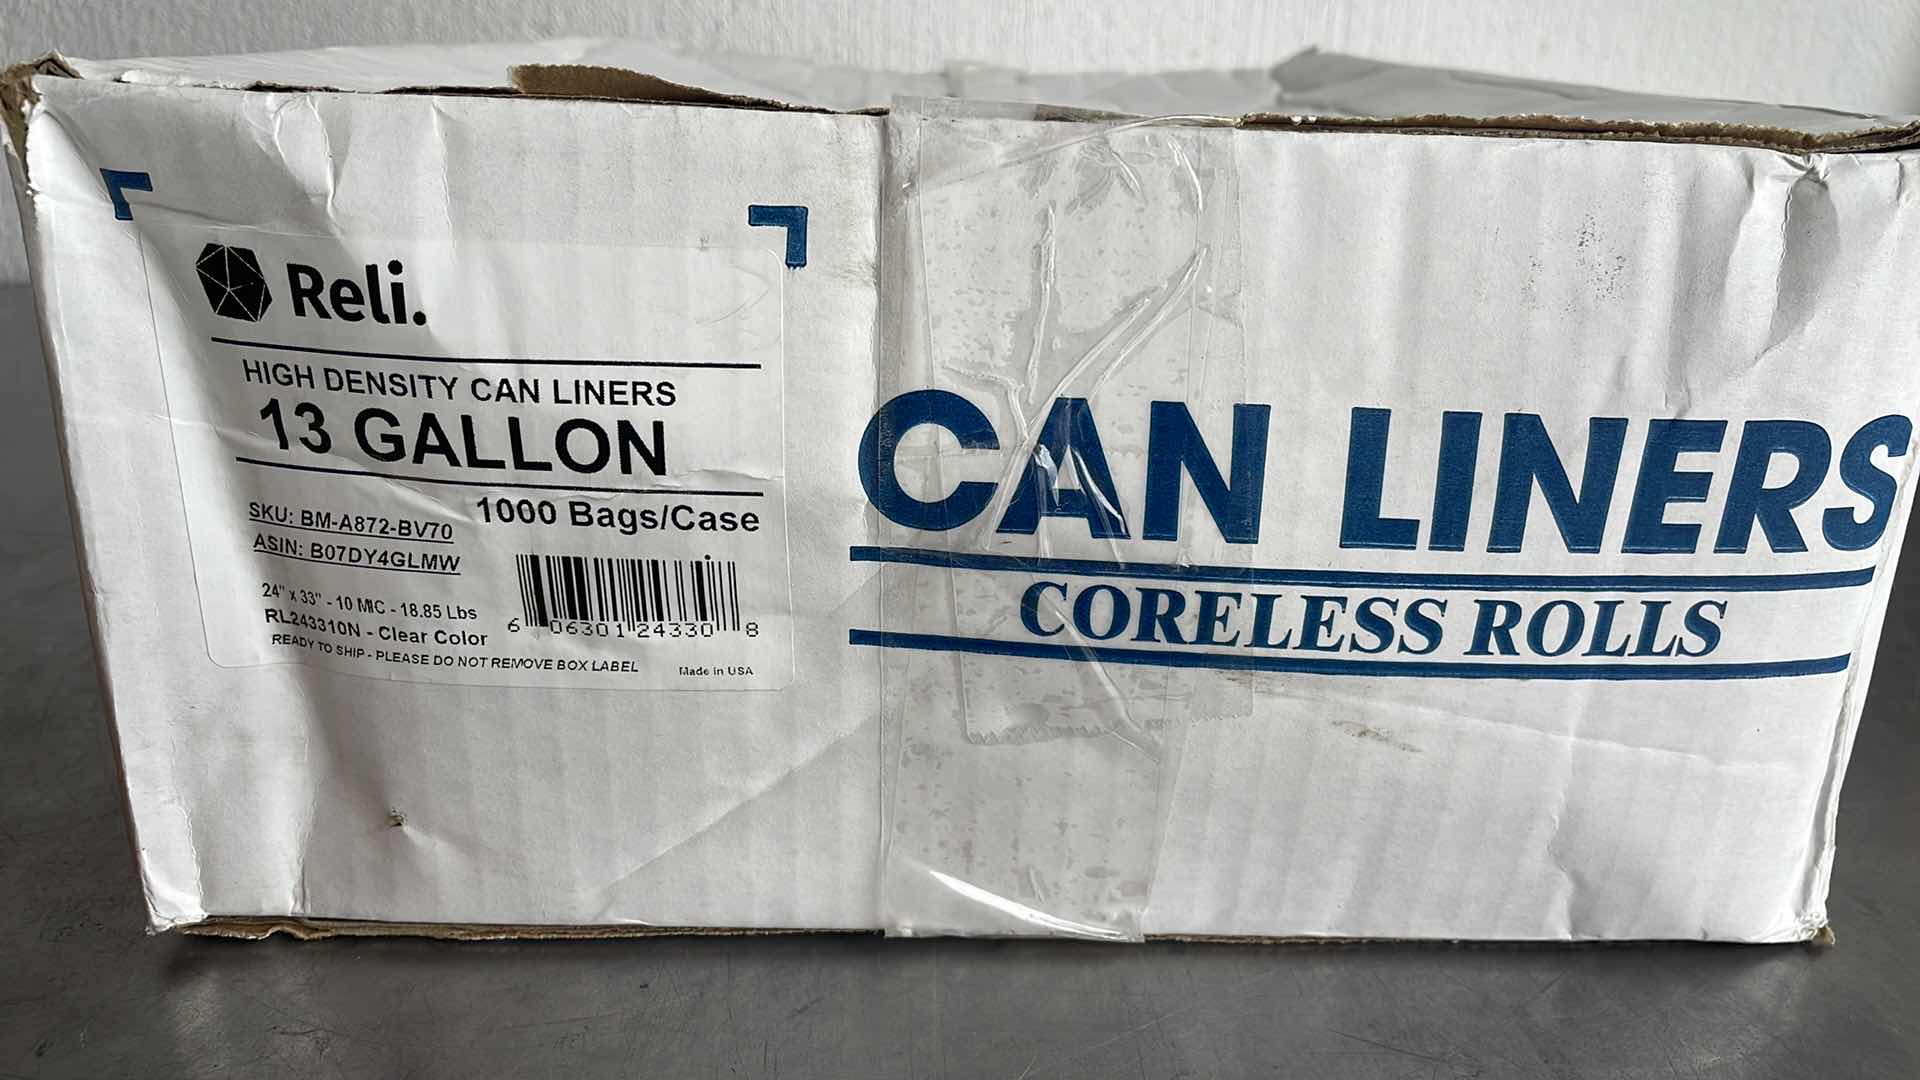 Reli.
HIGH DENSITY CAN LINERS
13 GALLON
1000 Bags/Case
SKU: BM-A872-BV70
ASIN: B07DY4GLMW
24" x 33" - 10 MIC - 18.85 Lbs
RL243310N - Clear Color
6 06301 24330 8
READY TO SHIP - PLEASE DO NOT REMOVE BOX LABEL
Made in USA
CAN LINERS
CORELESS ROLLS